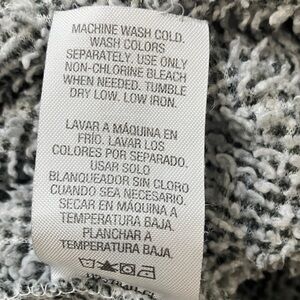 MACHINE WASH COLD.
WASH COLORS
SEPARATELY. USE ONLY
NON-CHLORINE BLEACH
WHEN NEEDED. TUMBLE
DRY LOW. LOW IRON.
LAVAR A MÁQUINA EN
FRÍO. LAVAR LOS
COLORES POR SEPARADO.
USAR SOLO
BLANQUEADOR SIN CLORO
CUANDO SEA NECESARIO.
SECAR EN MÁQUINA A
TEMPERATURA BAJA.
PLANCHAR A
TEMPERATURA BAJA.